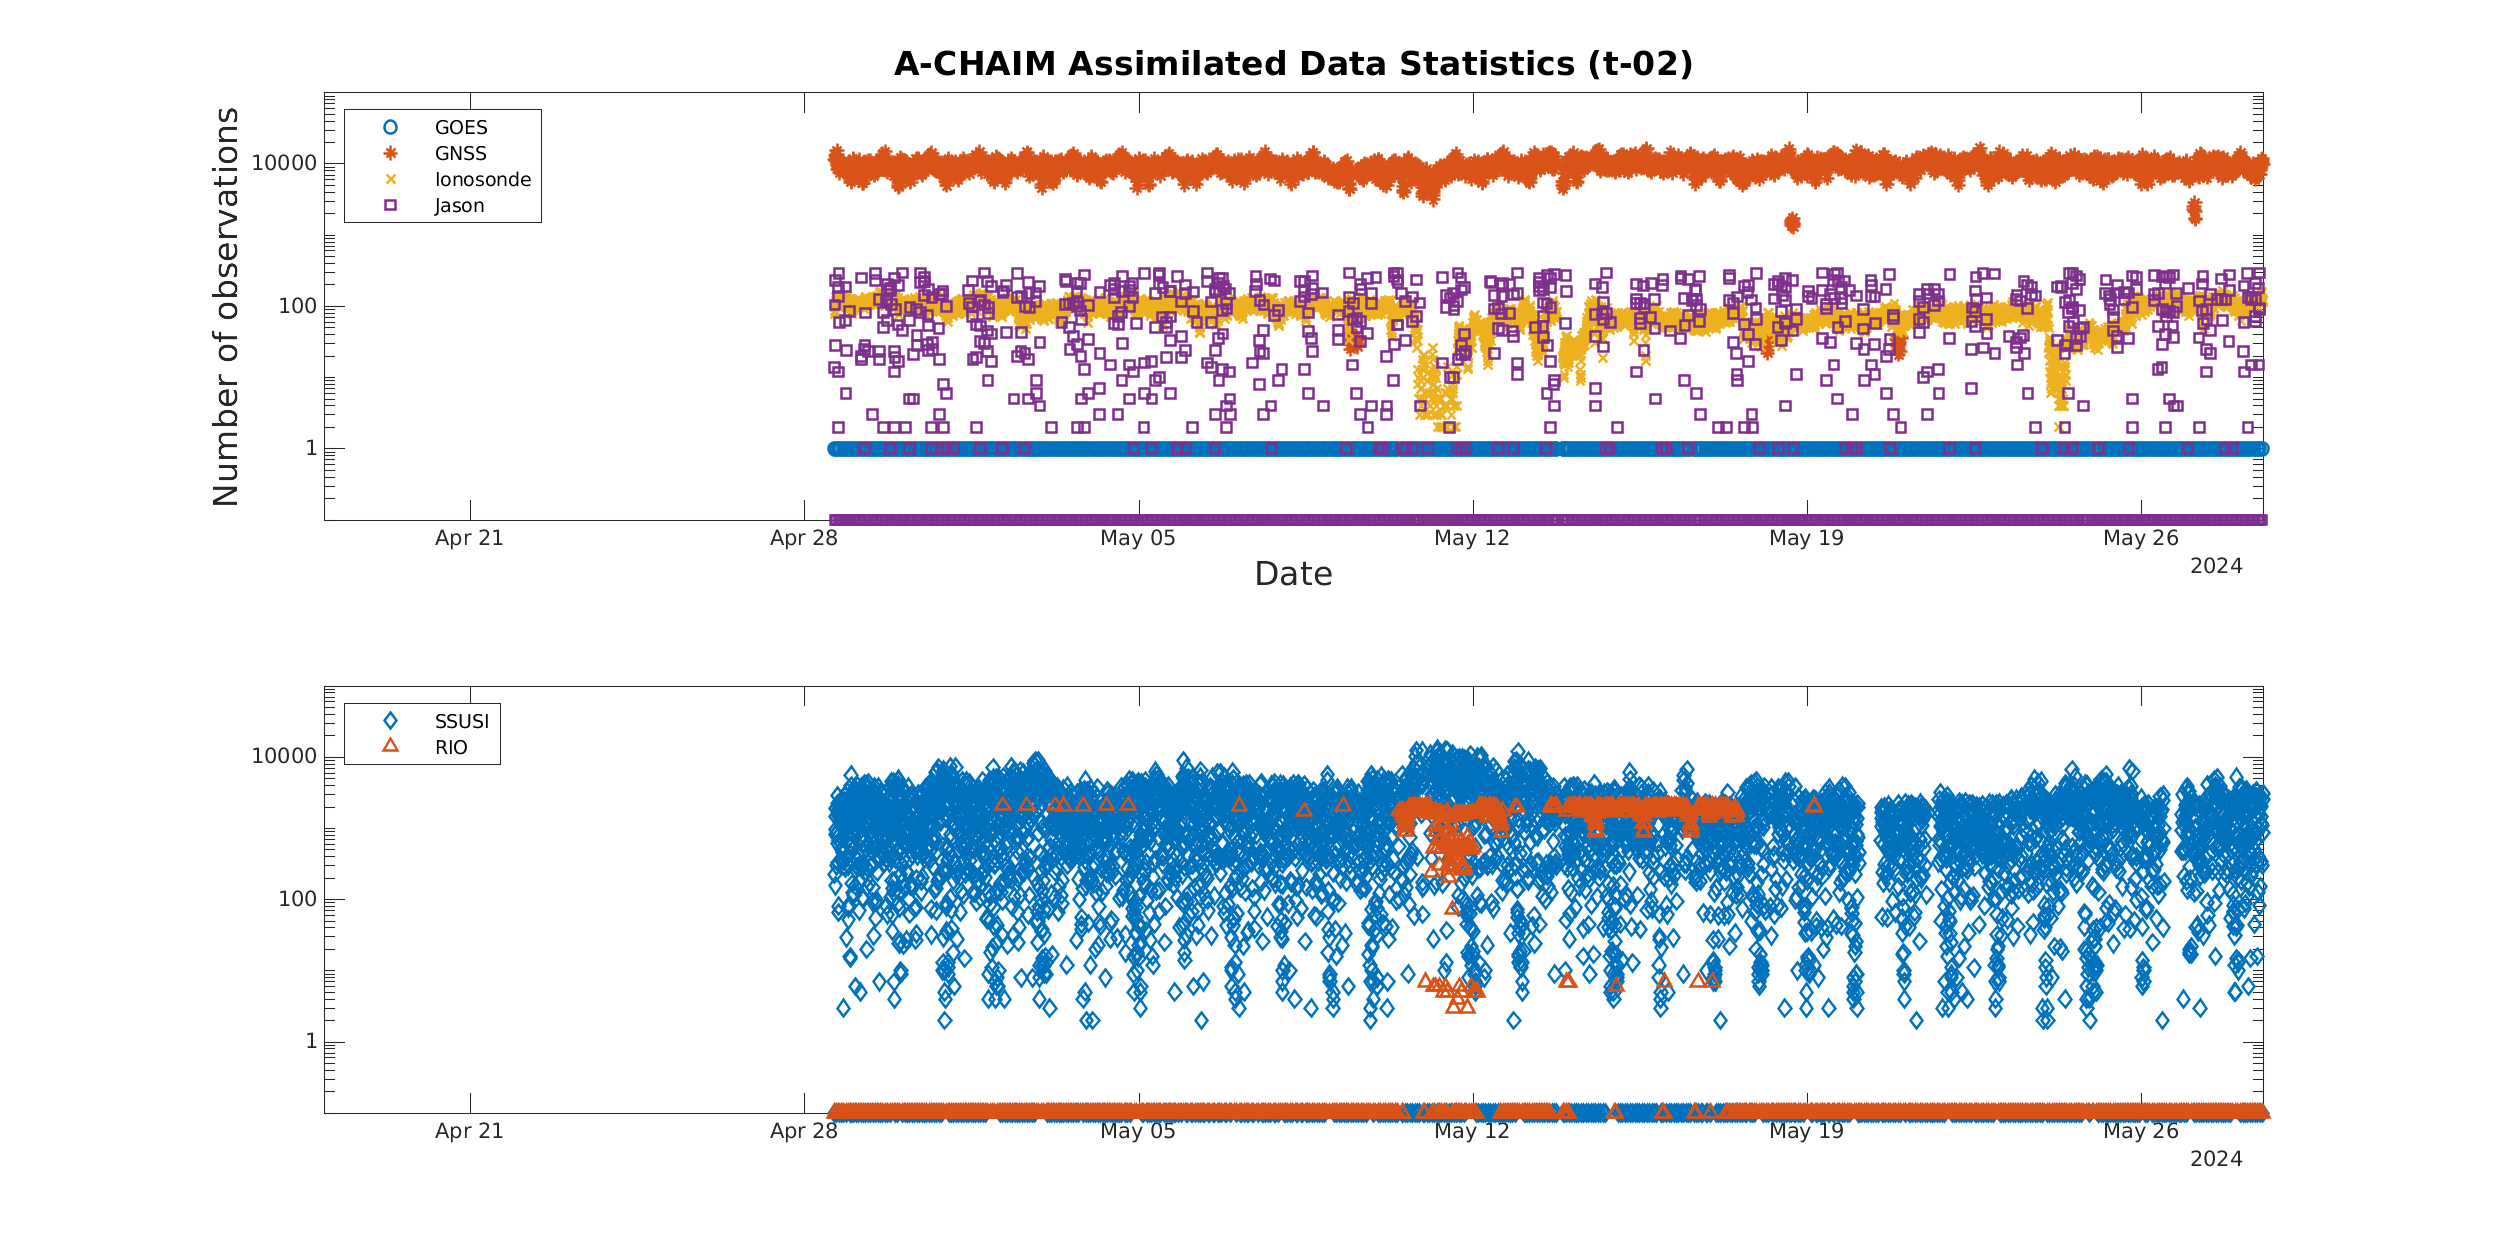 A-CHAIM Assimilated Data Statistics (t-02)
Number of observations
10000
100
1
GOES
GNSS
Ionosonde
Jason
Apr 21
Apr 28
May 05
May 12
May 19
May 26
Date
2024
10000
100
1
SSUSI
RIO
Apr 21
Apr 28
May 05
May 12
May 19
May 26
2024